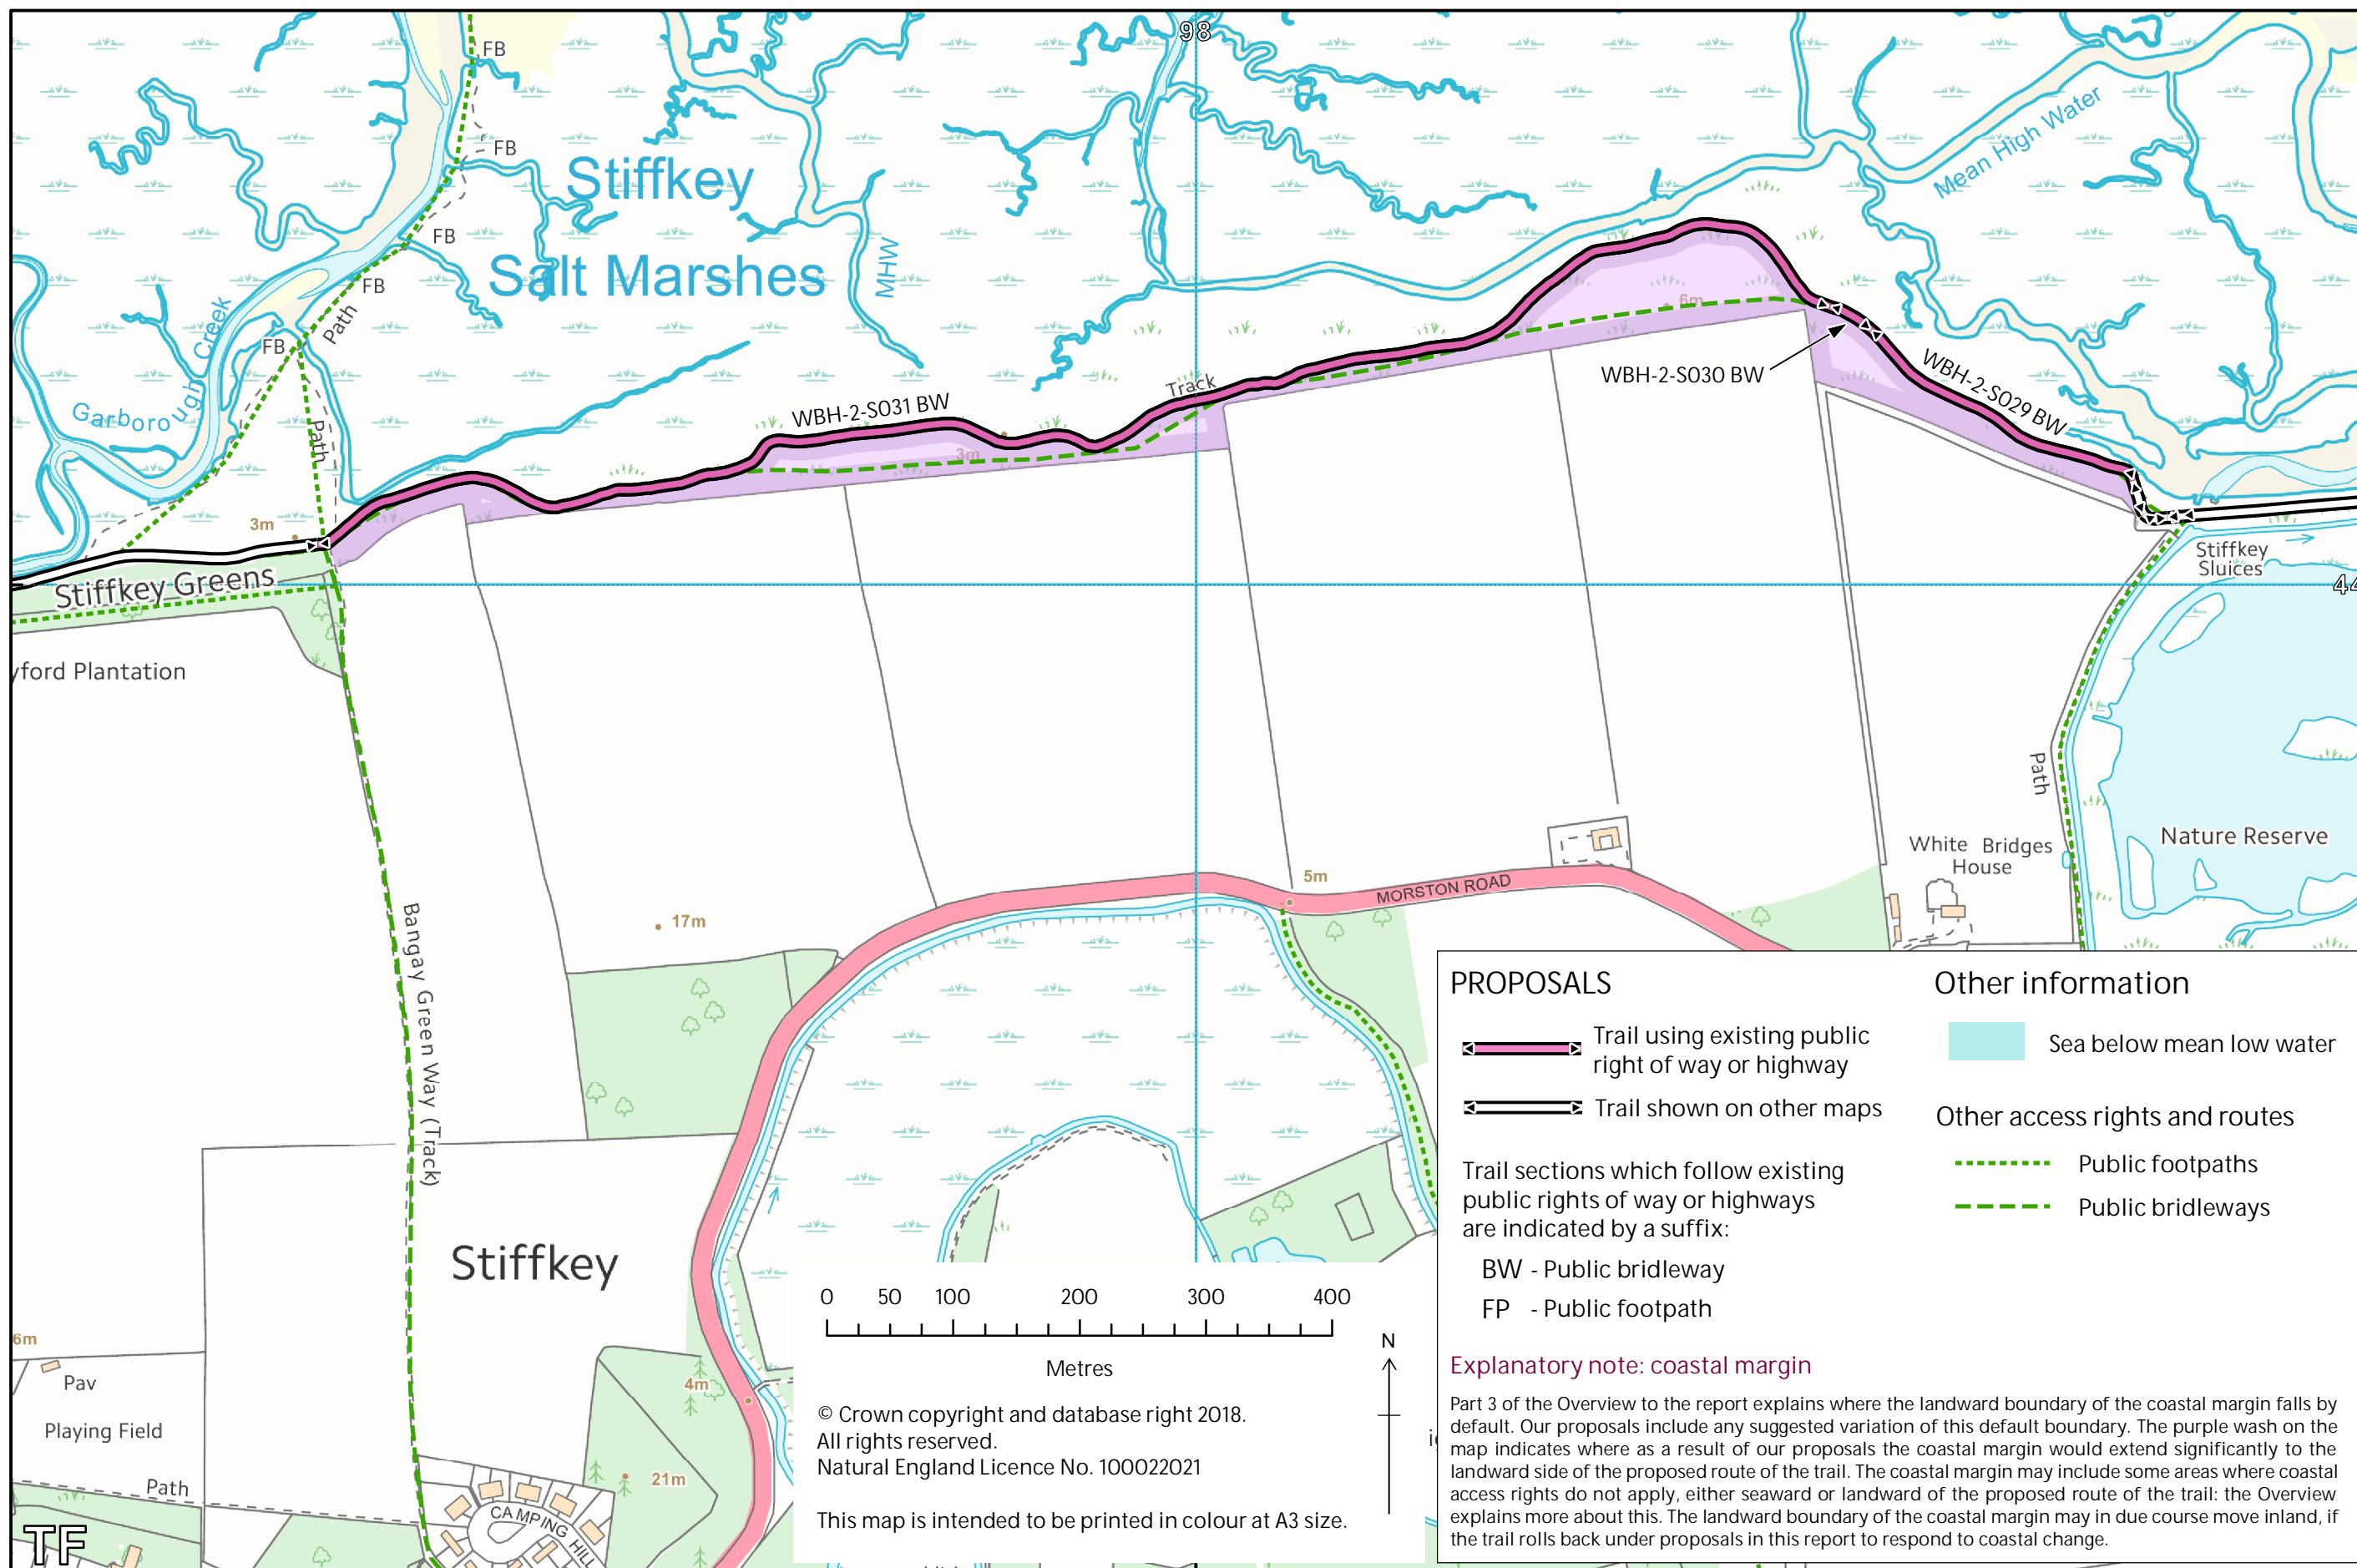 98
FB
FB
FB
FB
FB
Stiffkey
Salt Marshes
MHW
Mean High Water
Garborough Creek
Path
Path
3m
Track
WBH-2-S031 BW
3m
6m
WBH-2-S030 BW
WBH-2-S029 BW
Stiffkey
Sluices
44
Stiffkey Greens
yford Plantation
Path
Nature Reserve
White Bridges
House
5m
MORSTON ROAD
17m
Bangay Green Way (Track)
Stiffkey
6m
Pav
Playing Field
Path
4m
21m
CAMPING HILL
TF
0 50 100 200 300 400
Metres
N
© Crown copyright and database right 2018.
All rights reserved.
Natural England Licence No. 100022021
This map is intended to be printed in colour at A3 size.
PROPOSALS
Trail using existing public
right of way or highway
Trail shown on other maps
Trail sections which follow existing
public rights of way or highways
are indicated by a suffix:
BW - Public bridleway
FP - Public footpath
Other information
Sea below mean low water
Other access rights and routes
Public footpaths
Public bridleways
Explanatory note: coastal margin
Part 3 of the Overview to the report explains where the landward boundary of the coastal margin falls by
default. Our proposals include any suggested variation of this default boundary. The purple wash on the
map indicates where as a result of our proposals the coastal margin would extend significantly to the
landward side of the proposed route of the trail. The coastal margin may include some areas where coastal
access rights do not apply, either seaward or landward of the proposed route of the trail: the Overview
explains more about this. The landward boundary of the coastal margin may in due course move inland, if
the trail rolls back under proposals in this report to respond to coastal change.